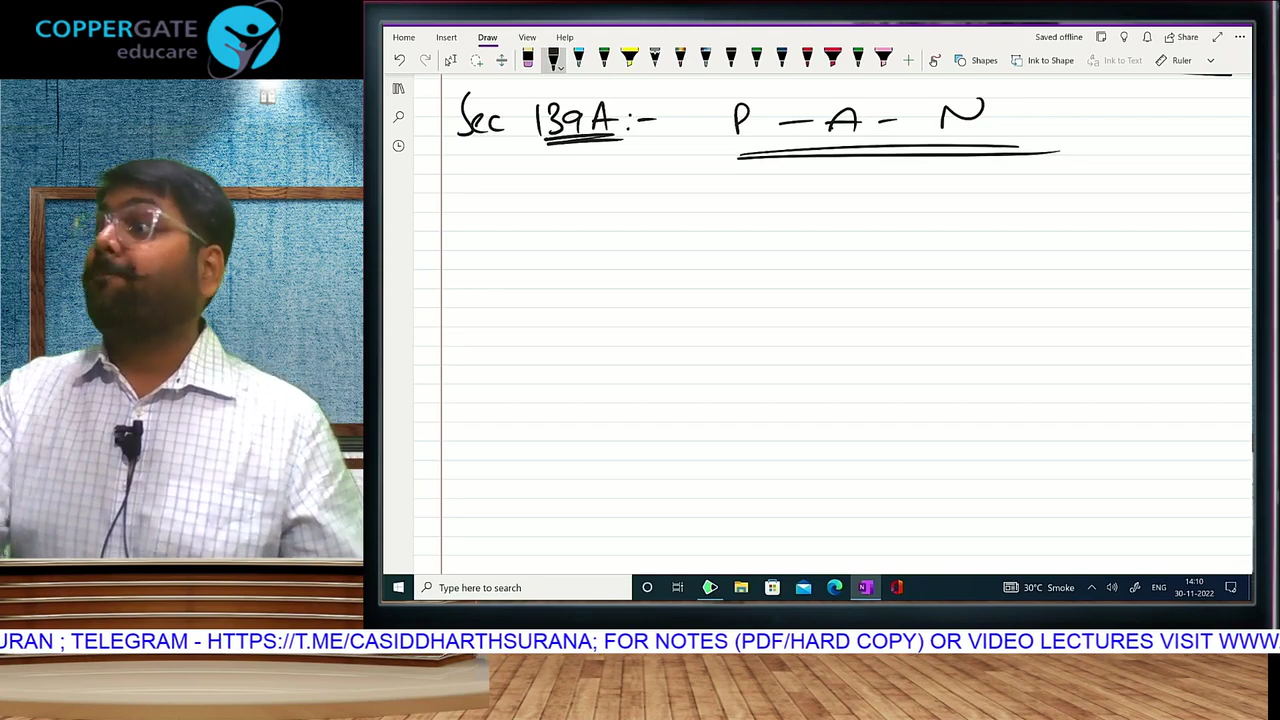 COPPERGATE
educare
Home Insert Draw View Help
Saved offline
Share
Shapes
Ink to Shape
Ink to Text
Ruler
Sec 139A:- P - A - N
Type here to search
30°C Smoke
ENG
14:10
30-11-2022
URAN ; TELEGRAM - HTTPS://T.ME/CASIDDHARTHSURANA; FOR NOTES (PDF/HARD COPY) OR VIDEO LECTURES VISIT WWW.